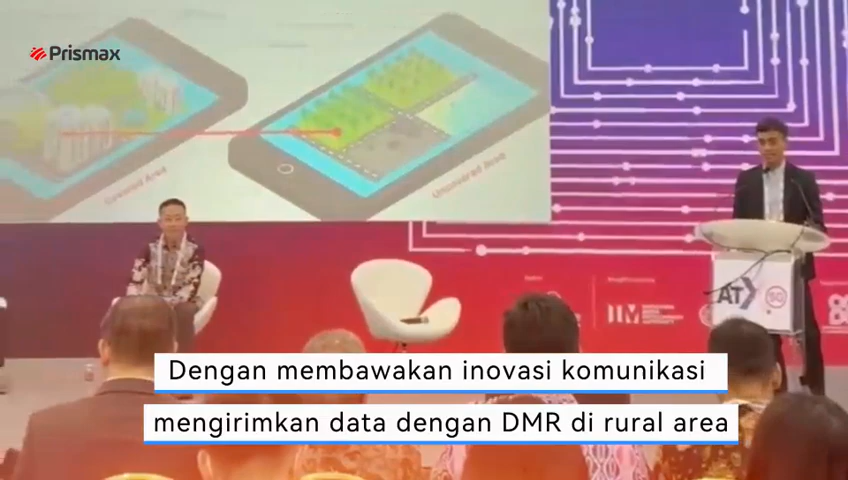 Prismax
Covered Area
Uncovered Area
AT
Dengan membawakan inovasi komunikasi
mengirimkan data dengan DMR di rural area